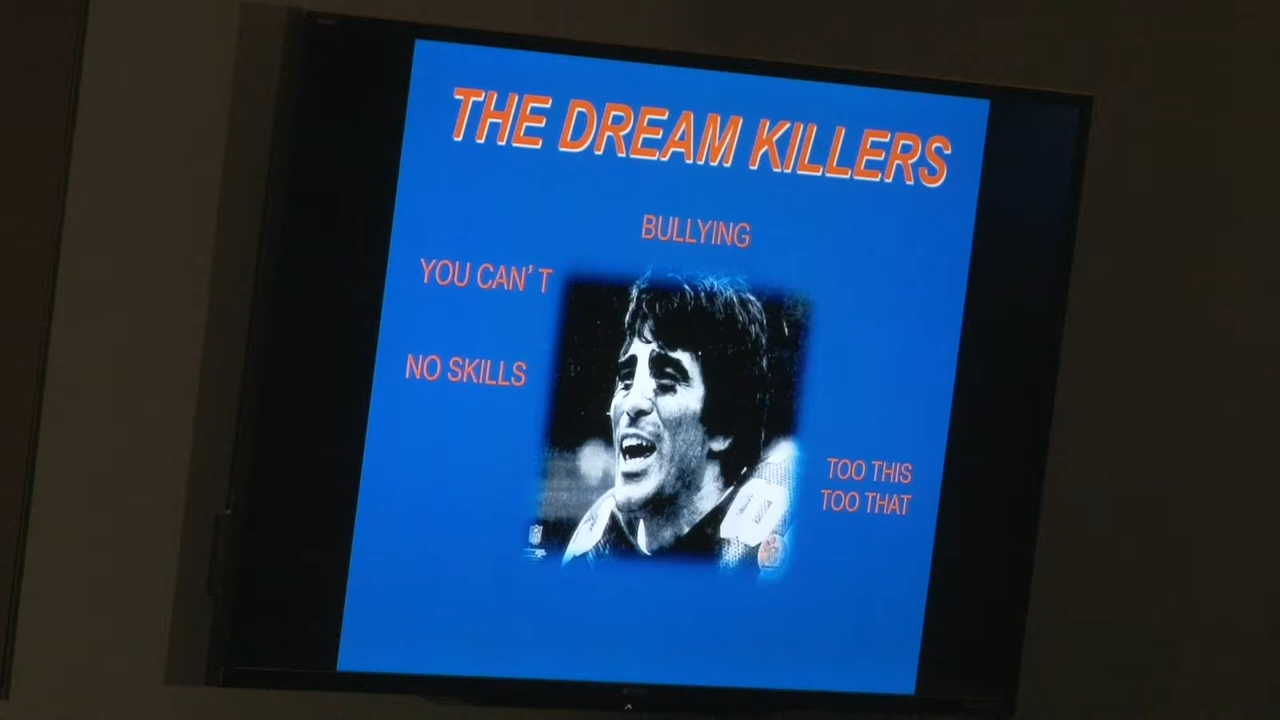 THE DREAM KILLERS
BULLYING
YOU CAN'T
NO SKILLS
TOO THIS
TOO THAT